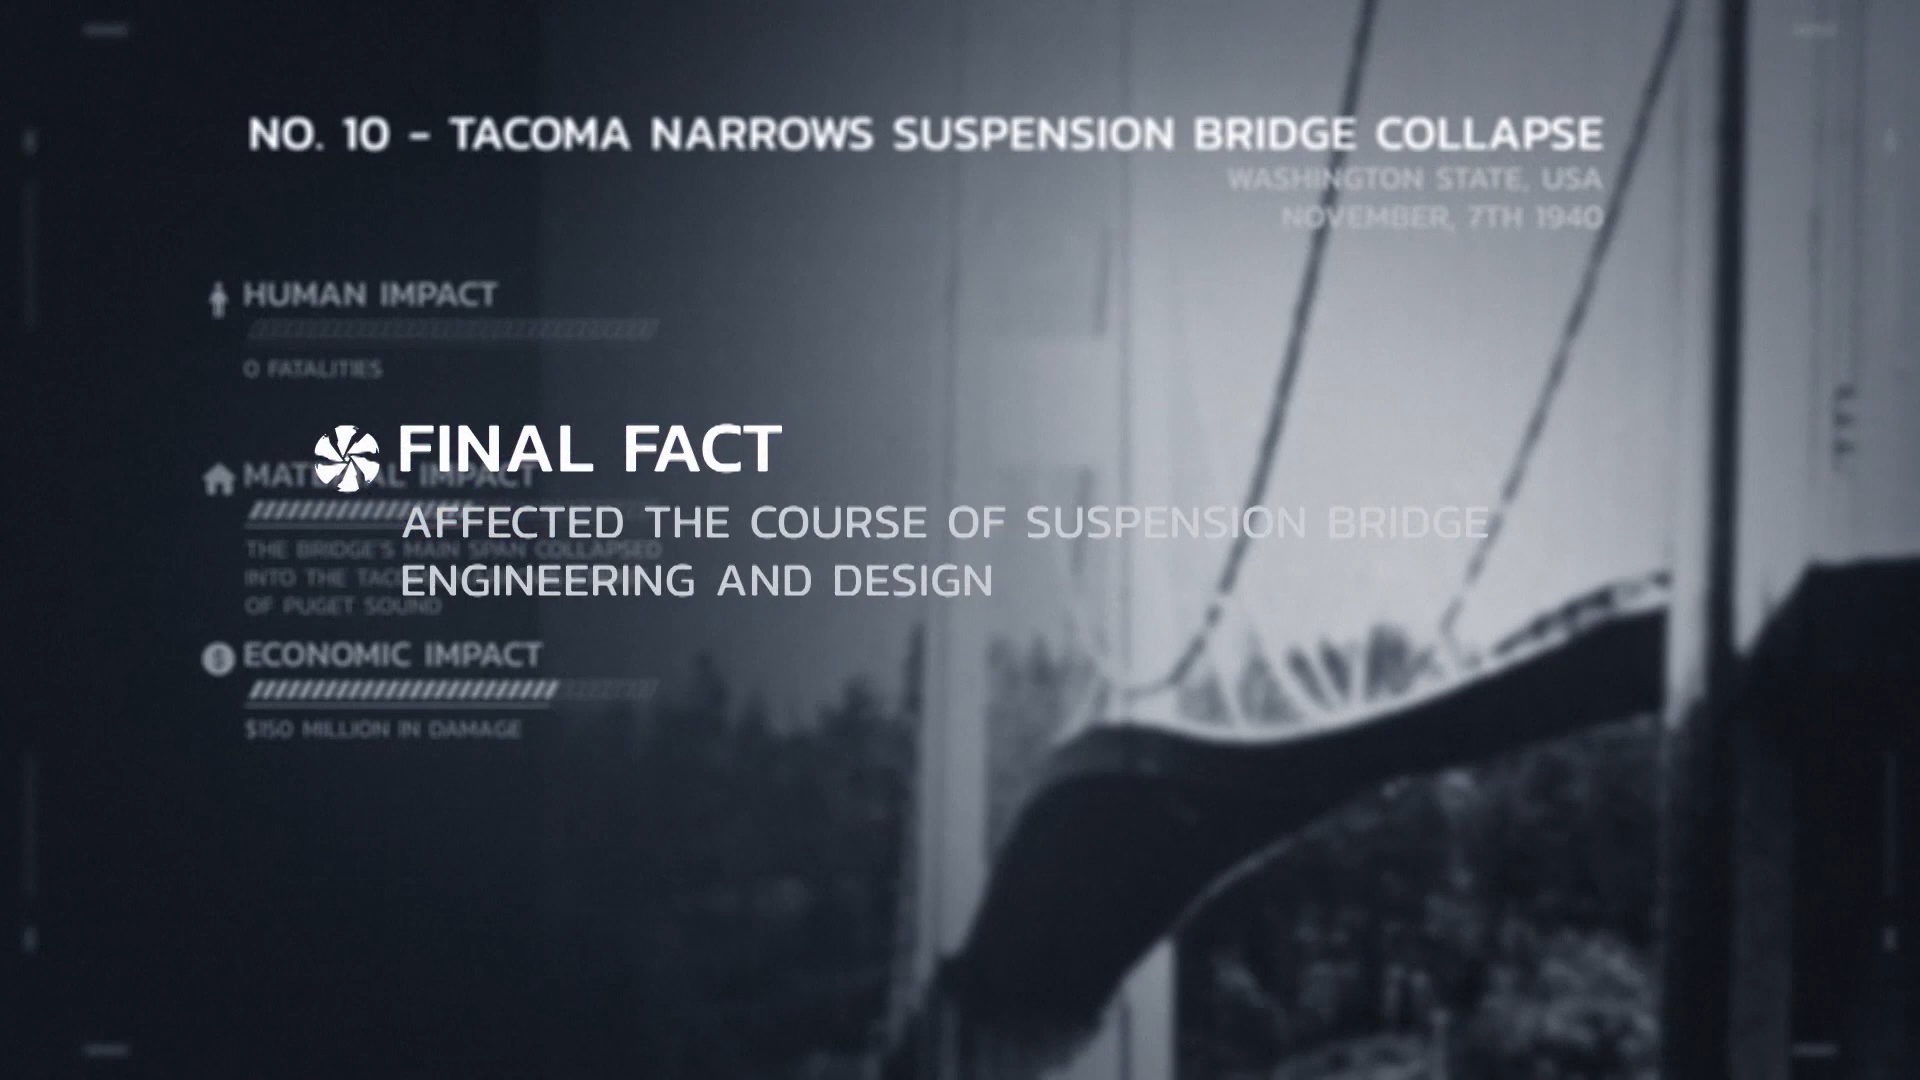 NO. 10 - TACOMA NARROWS SUSPENSION BRIDGE COLLAPSE
WASHINGTON STATE, USA
NOVEMBER, 7TH 1940
HUMAN IMPACT
0 FATALITIES
FINAL FACT
AFFECTED THE COURSE OF SUSPENSION BRIDGE
ENGINEERING AND DESIGN
IMPACT
THE BRIDGE'S MAIN SPAN COLLAPSED
INTO THE
OF PUGET SOUND
ECONOMIC IMPACT
$150 MILLION IN DAMAGE